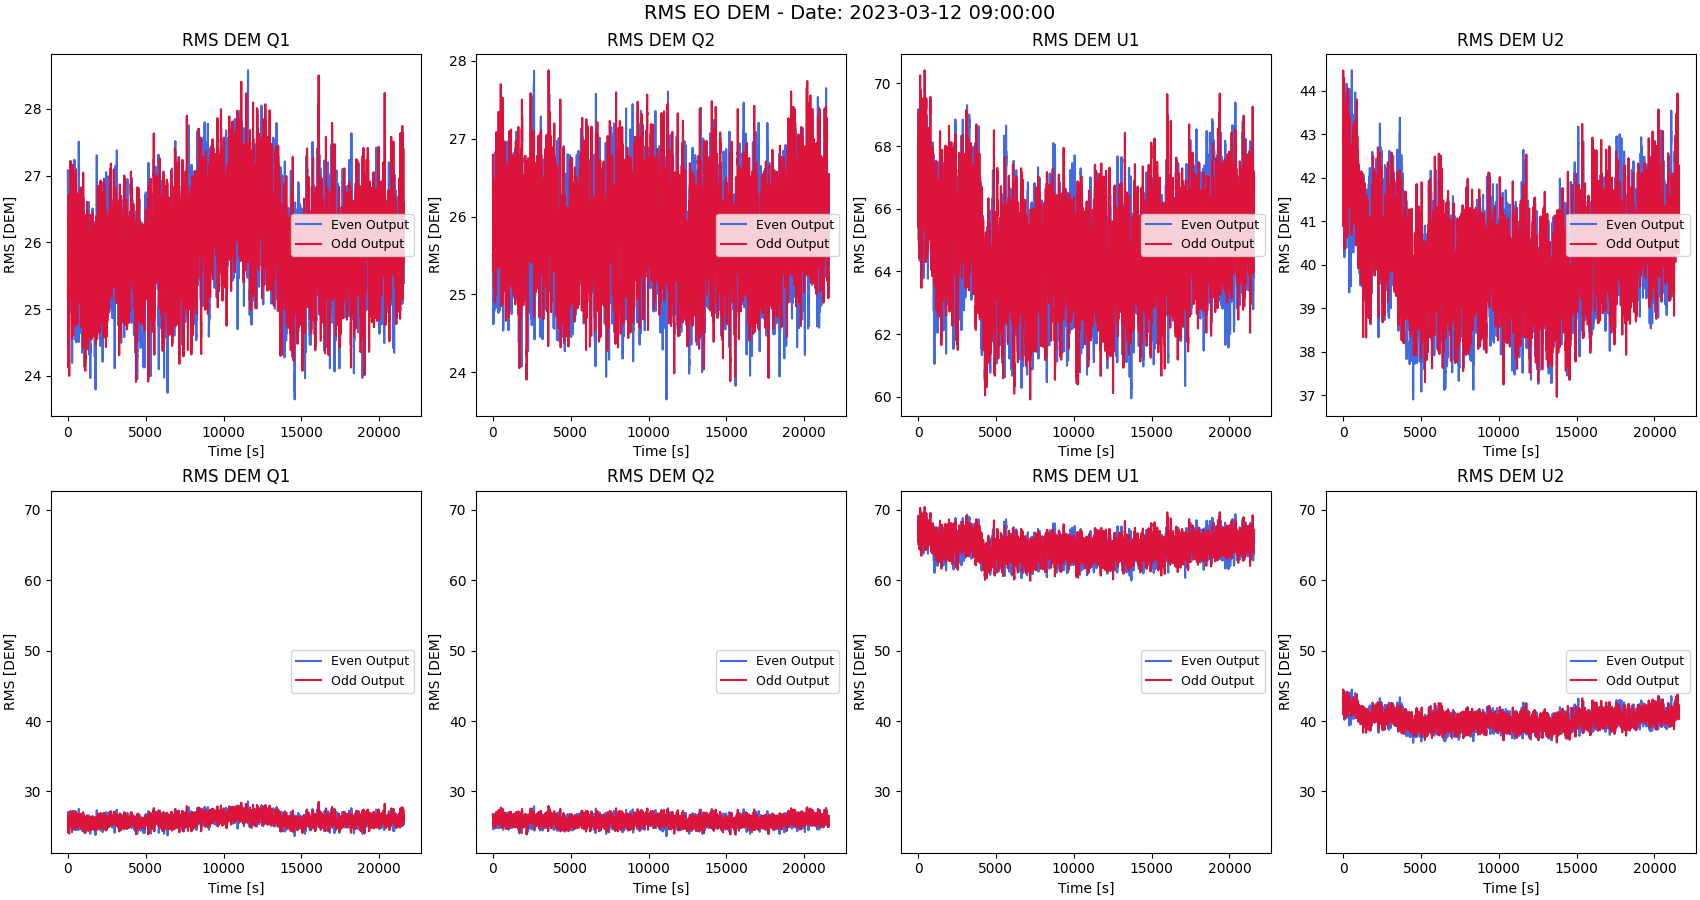 RMS EO DEM - Date: 2023-03-12 09:00:00
RMS DEM Q1
RMS [DEM]
28
27
26
25
24
Even Output
Odd Output
0 5000 10000 15000 20000
Time [s]
RMS DEM Q2
RMS [DEM]
28
27
26
25
24
Even Output
Odd Output
0 5000 10000 15000 20000
Time [s]
RMS DEM U1
RMS [DEM]
70
68
66
64
62
60
Even Output
Odd Output
0 5000 10000 15000 20000
Time [s]
RMS DEM U2
RMS [DEM]
44
43
42
41
40
39
38
37
Even Output
Odd Output
0 5000 10000 15000 20000
Time [s]
RMS DEM Q1
RMS [DEM]
70
60
50
40
30
Even Output
Odd Output
0 5000 10000 15000 20000
Time [s]
RMS DEM Q2
RMS [DEM]
70
60
50
40
30
Even Output
Odd Output
0 5000 10000 15000 20000
Time [s]
RMS DEM U1
RMS [DEM]
70
60
50
40
30
Even Output
Odd Output
0 5000 10000 15000 20000
Time [s]
RMS DEM U2
RMS [DEM]
70
60
50
40
30
Even Output
Odd Output
0 5000 10000 15000 20000
Time [s]